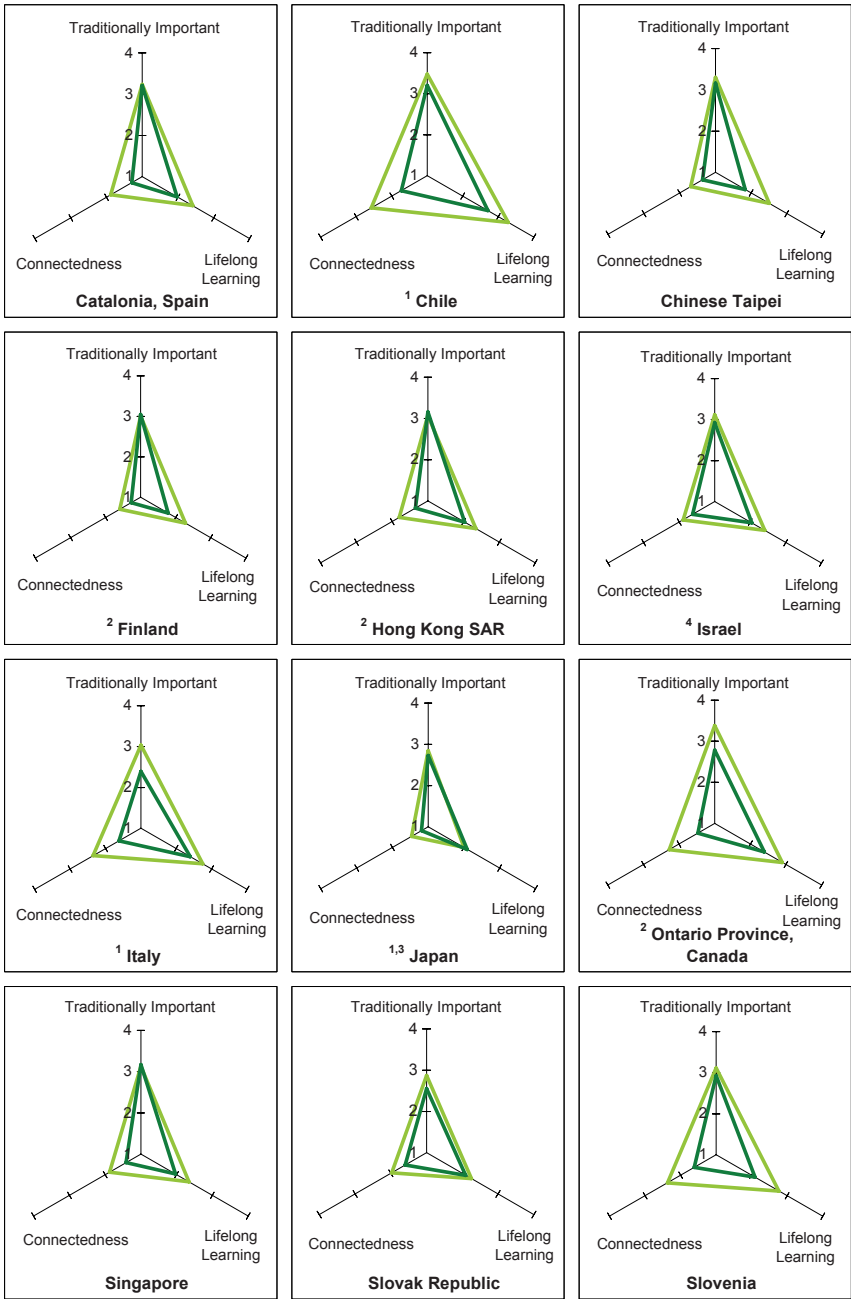 Traditionally Important
4
3
2
1
Connectedness
Lifelong
Learning
Catalonia, Spain
Traditionally Important
4
3
2
1
Connectedness
Lifelong
Learning
1 Chile
Traditionally Important
4
3
2
1
Connectedness
Lifelong
Learning
Chinese Taipei
Traditionally Important
4
3
2
1
Connectedness
Lifelong
Learning
2 Finland
Traditionally Important
4
3
2
1
Connectedness
Lifelong
Learning
2 Hong Kong SAR
Traditionally Important
4
3
2
1
Connectedness
Lifelong
Learning
4 Israel
Traditionally Important
4
3
2
1
Connectedness
Lifelong
Learning
1 Italy
Traditionally Important
4
3
2
1
Connectedness
Lifelong
Learning
1,3 Japan
Traditionally Important
4
3
2
1
Connectedness
Lifelong
Learning
2 Ontario Province,
Canada
Traditionally Important
4
3
2
1
Connectedness
Lifelong
Learning
Singapore
Traditionally Important
4
3
2
1
Connectedness
Lifelong
Learning
Slovak Republic
Traditionally Important
4
3
2
1
Connectedness
Lifelong
Learning
Slovenia